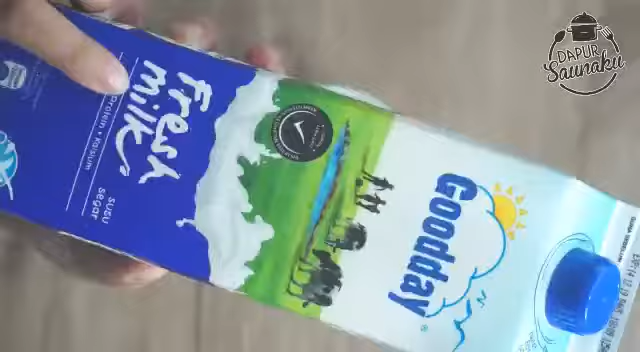 DAPUR
Saunaku
Goodday
Fresh
milk
Protein • Kalsium
susu
segar